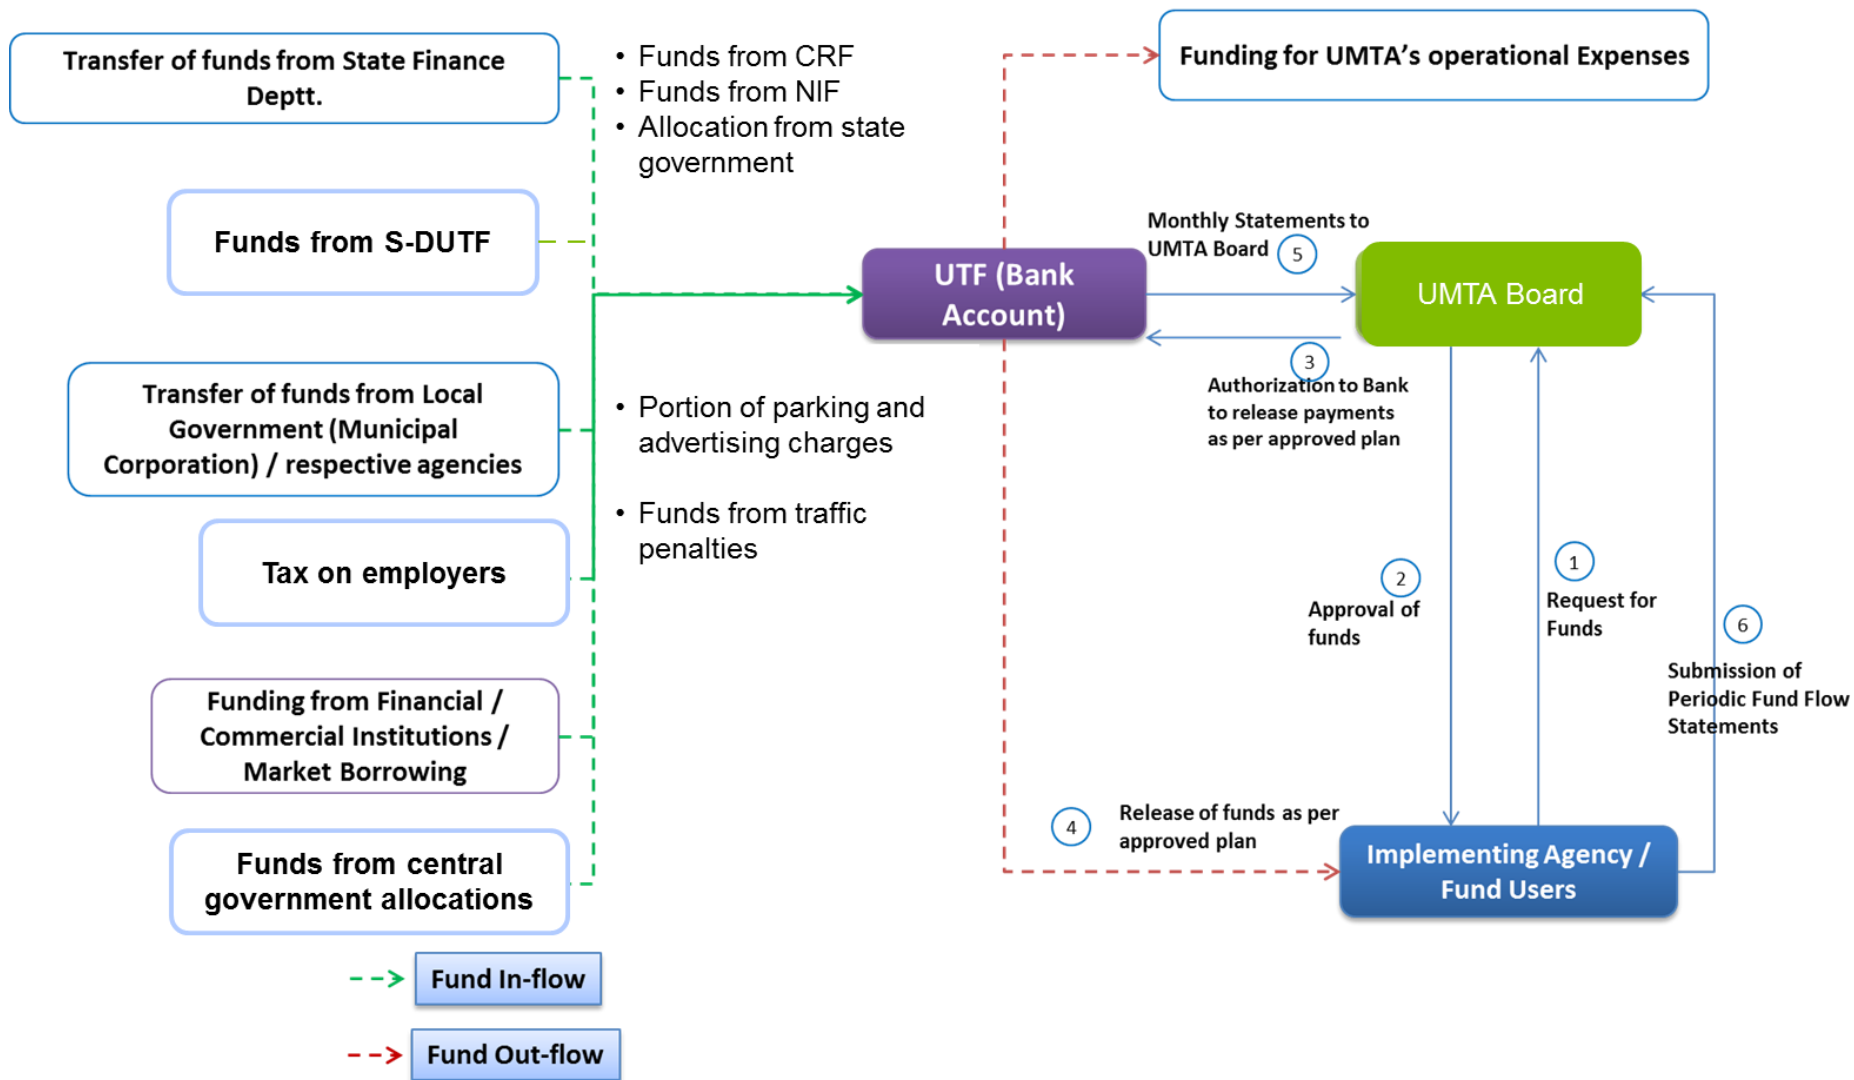 Transfer of funds from State Finance
Deptt.
• Funds from CRF
• Funds from NIF
• Allocation from state
government
Funding for UMTA’s operational Expenses
Funds from S-DUTF
UTF (Bank
Account)
Monthly Statements to
UMTA Board
5
UMTA Board
3
Authorization to Bank
to release payments
as per approved plan
Transfer of funds from Local
Government (Municipal
Corporation) / respective agencies
• Portion of parking and
advertising charges
• Funds from traffic
penalties
Tax on employers
2
Approval of
funds
1
Request for
Funds
6
Submission of
Periodic Fund Flow
Statements
Funding from Financial /
Commercial Institutions /
Market Borrowing
4
Release of funds as per
approved plan
Implementing Agency /
Fund Users
Funds from central
government allocations
Fund In-flow
Fund Out-flow